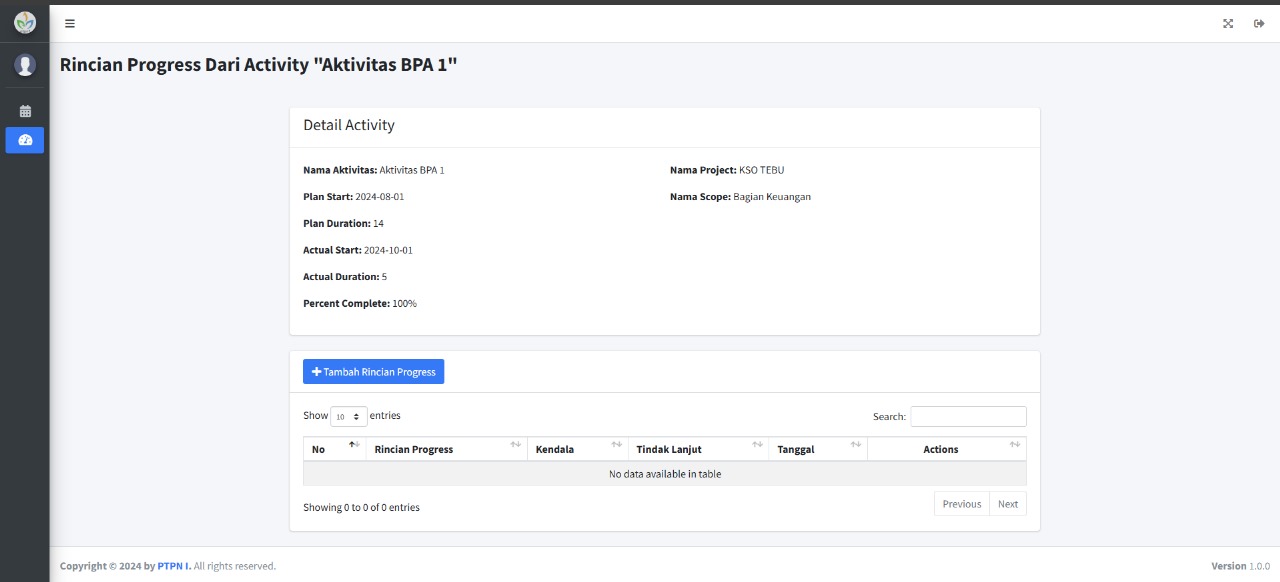 Rincian Progress Dari Activity "Aktivitas BPA 1"
Detail Activity
Nama Aktivitas: Aktivitas BPA 1
Nama Project: KSO TEBU
Plan Start: 2024-08-01
Nama Scope: Bagian Keuangan
Plan Duration: 14
Actual Start: 2024-10-01
Actual Duration: 5
Percent Complete: 100%
Tambah Rincian Progress
Show 10 entries
Search:
No Rincian Progress Kendala Tindak Lanjut Tanggal Actions
No data available in table
Showing 0 to 0 of 0 entries
Previous Next
Copyright © 2024 by PTPN I. All rights reserved.
Version 1.0.0